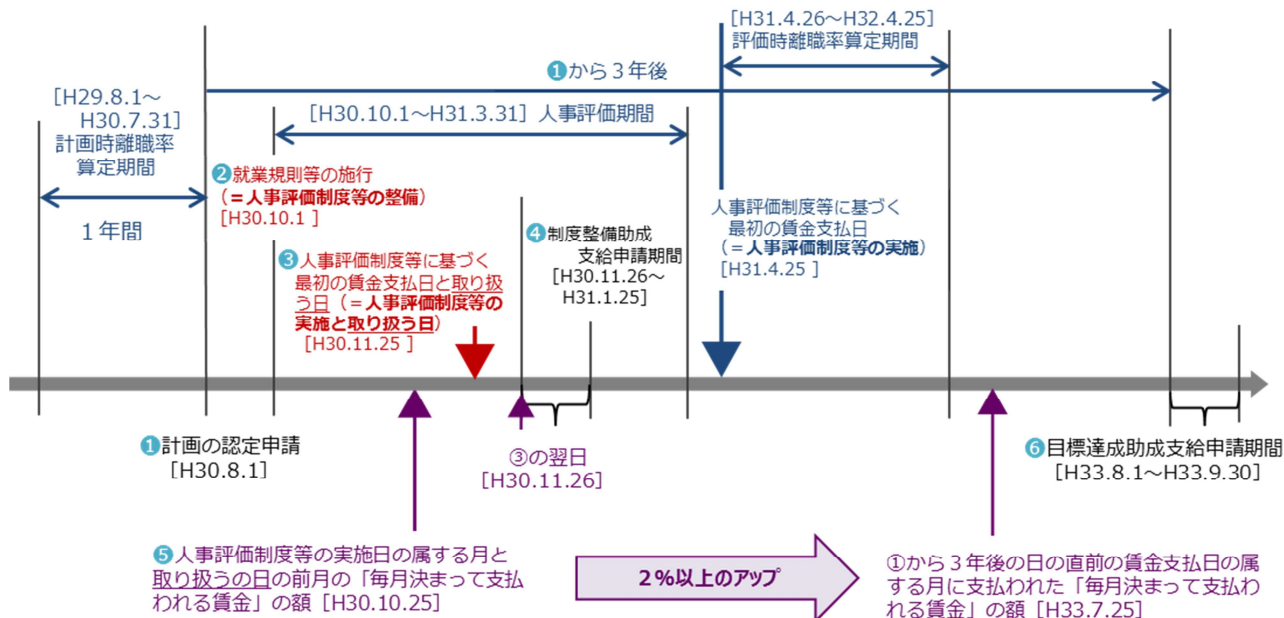 [H31.4.26～H32.4.25]
評価時離職率算定期間
❶から３年後
[H29.8.1～
H30.7.31]
計画時離職率
算定期間
１年間
[H30.10.1～H31.3.31] 人事評価期間
❷就業規則等の施行
（＝人事評価制度等の整備）
[H30.10.1 ]
❸人事評価制度等に基づく
最初の賃金支払日と取り扱
う日（＝人事評価制度等の
実施と取り扱う日）
[H30.11.25 ]
❹制度整備助成
支給申請期間
[H30.11.26～
H31.1.25]
人事評価制度等に基づく
最初の賃金支払日
（＝人事評価制度等の実施）
[H31.4.25 ]
❶計画の認定申請
[H30.8.1]
③の翌日
[H30.11.26]
❻目標達成助成支給申請期間
[H33.8.1～H33.9.30]
❺人事評価制度等の実施日の属する月と
取り扱うの日の前月の「毎月決まって支払
われる賃金」の額［H30.10.25］
２％以上のアップ
①から３年後の日の直前の賃金支払日の属
する月に支払われた「毎月決まって支払わ
れる賃金」の額［H33.7.25］